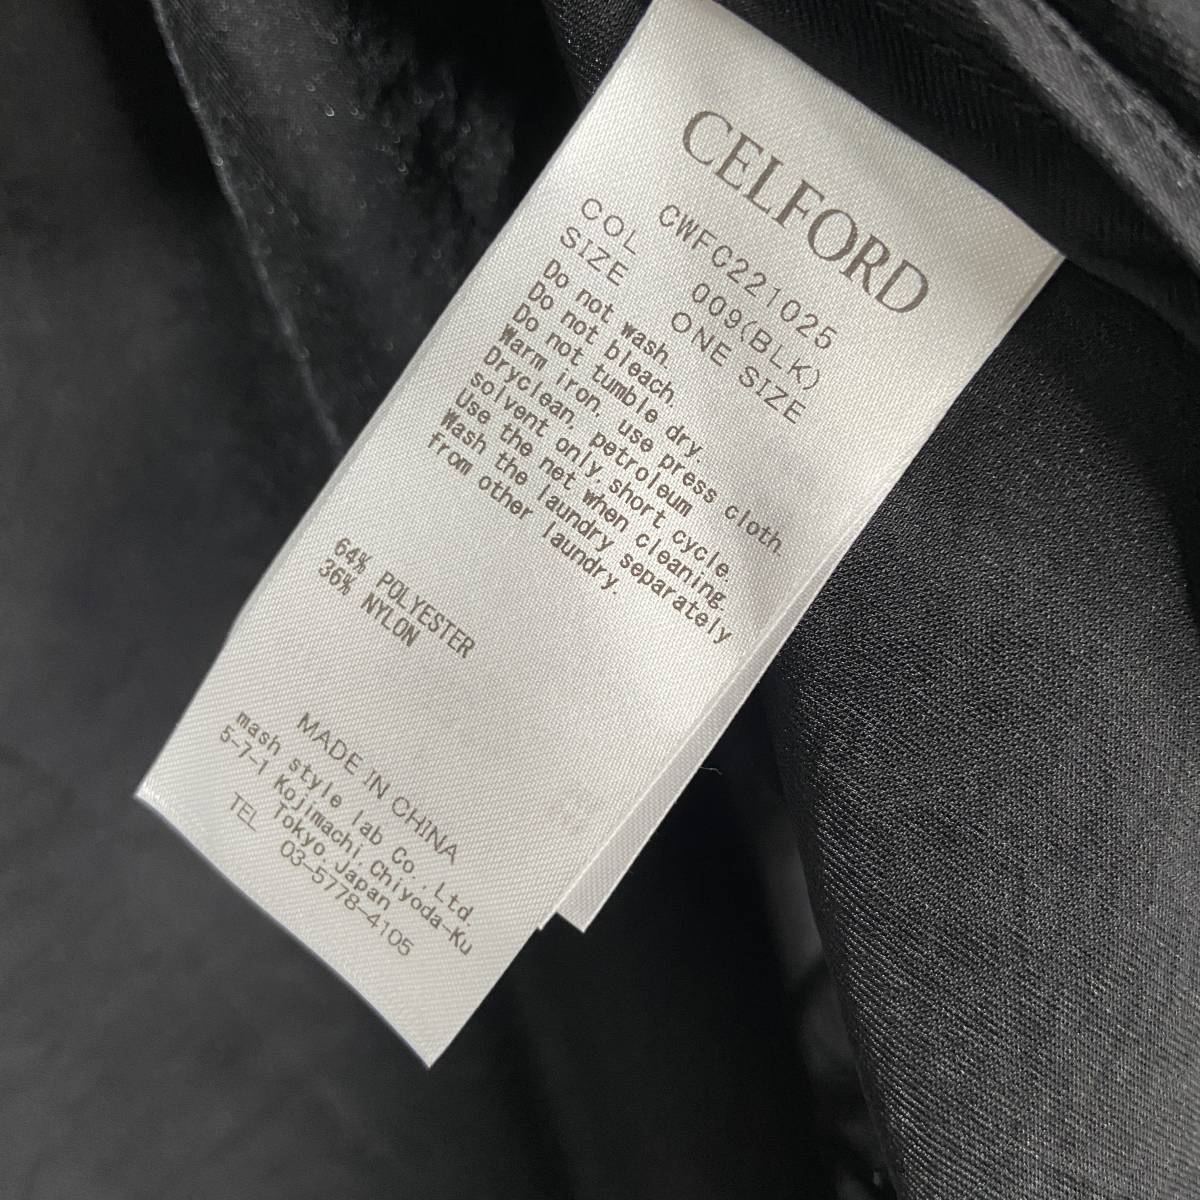 CELFORD
CWFC221025
COL 009(BLK)
SIZE ONE SIZE
Do not wash.
Do not bleach.
Do not tumble dry.
Warm iron. use press cloth.
Dryclean, petroleum
solvent only, short cycle.
Use the net when cleaning.
Wash the laundry separately
from other laundry.
64% POLYESTER
36% NYLON
MADE IN CHINA
mash style lab Co., Ltd.
5-7-1 Kojimachi, Chiyoda-Ku
Tokyo, Japan
TEL 03-5778-4105